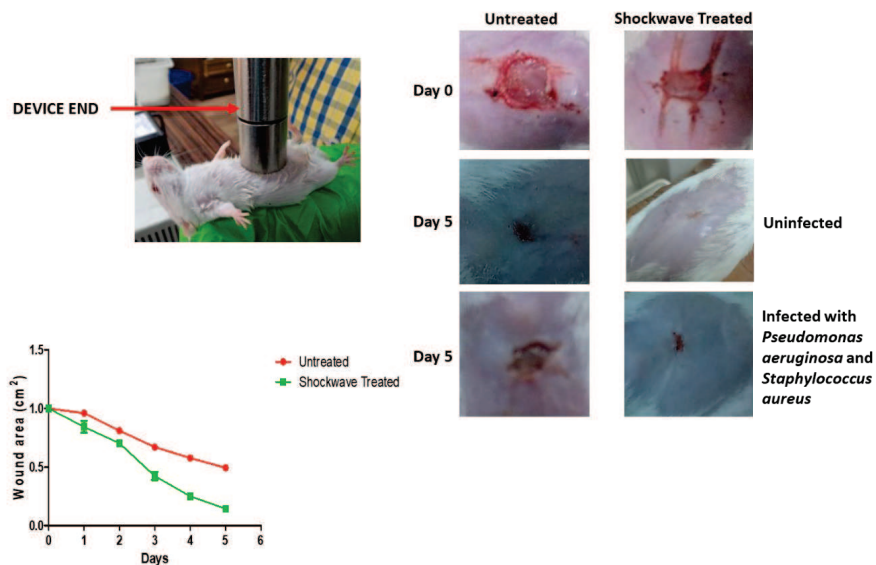 Untreated
Shockwave Treated
DEVICE END
Day 0
Day 5
Uninfected
Day 5
Infected with
Pseudomonas
aeruginosa and
Staphylococcus
aureus
1.5
1.0
0.5
0.0
Wound area (cm²)
0 1 2 3 4 5 6
Days
Untreated
Shockwave Treated